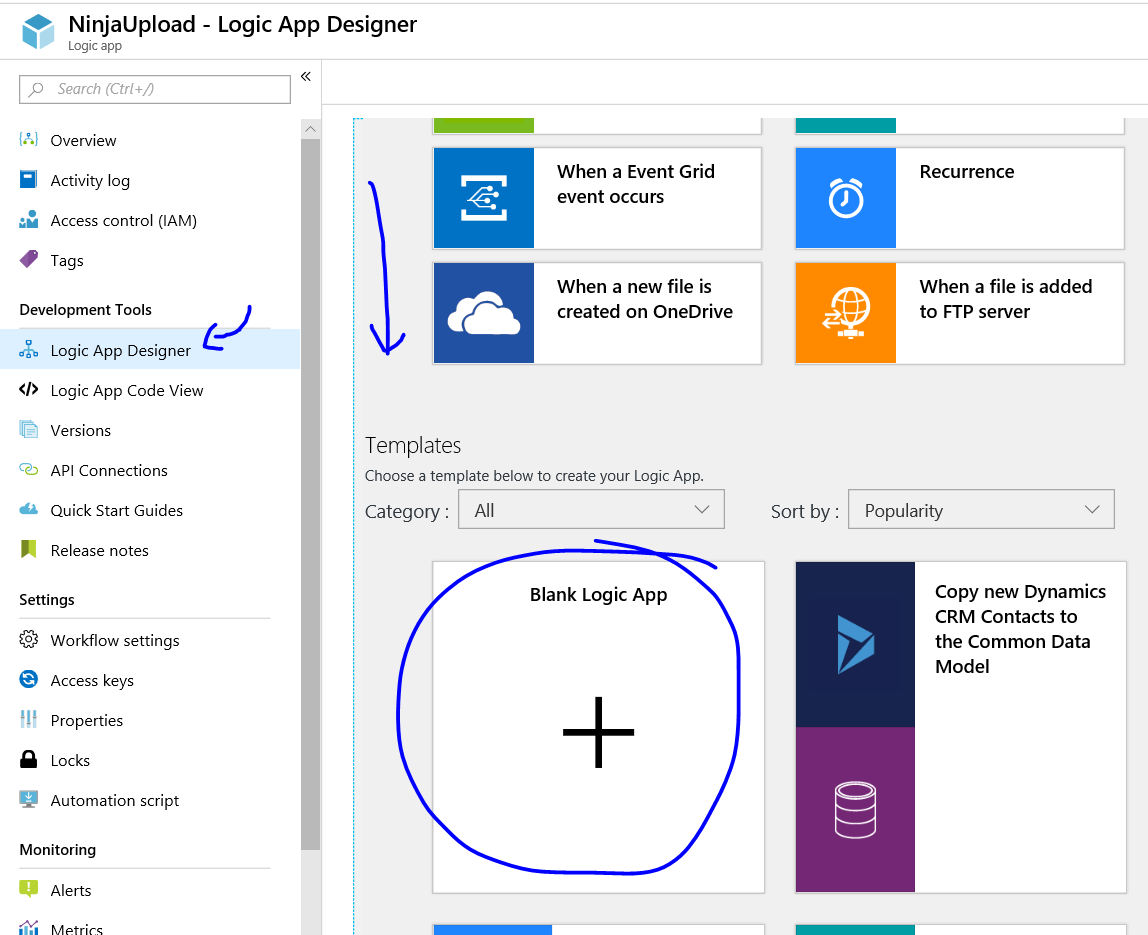 NinjaUpload - Logic App Designer
Logic app
Search (Ctrl+/)
«
Overview
Activity log
Access control (IAM)
Tags
Development Tools
Logic App Designer
Logic App Code View
Versions
API Connections
Quick Start Guides
Release notes
Settings
Workflow settings
Access keys
Properties
Locks
Automation script
Monitoring
Alerts
Metrics
When a Event Grid
event occurs
Recurrence
When a new file is
created on OneDrive
When a file is added
to FTP server
Templates
Choose a template below to create your Logic App.
Category : All
Sort by : Popularity
Blank Logic App
Copy new Dynamics
CRM Contacts to
the Common Data
Model